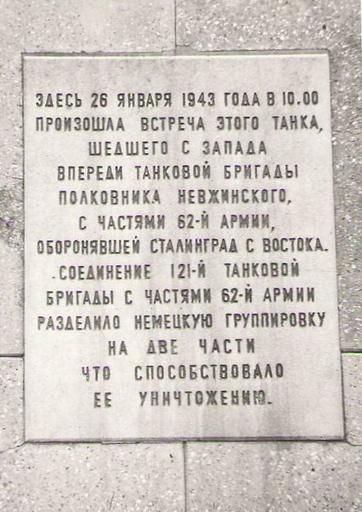 ЗДЕСЬ 26 ЯНВАРЯ 1943 ГОДА В 10.00
ПРОИЗОШЛА ВСТРЕЧА ЭТОГО ТАНКА,
ШЕДШЕГО С ЗАПАДА
ВПЕРЕДИ ТАНКОВОЙ БРИГАДЫ
ПОЛКОВНИКА НЕВЖИНСКОГО,
С ЧАСТЯМИ 62-Й АРМИИ,
ОБОРОНЯВШЕЙ СТАЛИНГРАД С ВОСТОКА.
СОЕДИНЕНИЕ 121-Й ТАНКОВОЙ
БРИГАДЫ С ЧАСТЯМИ 62-Й АРМИИ
РАЗДЕЛИЛО НЕМЕЦКУЮ ГРУППИРОВКУ
НА ДВЕ ЧАСТИ
ЧТО СПОСОБСТВОВАЛО
ЕЕ УНИЧТОЖЕНИЮ.